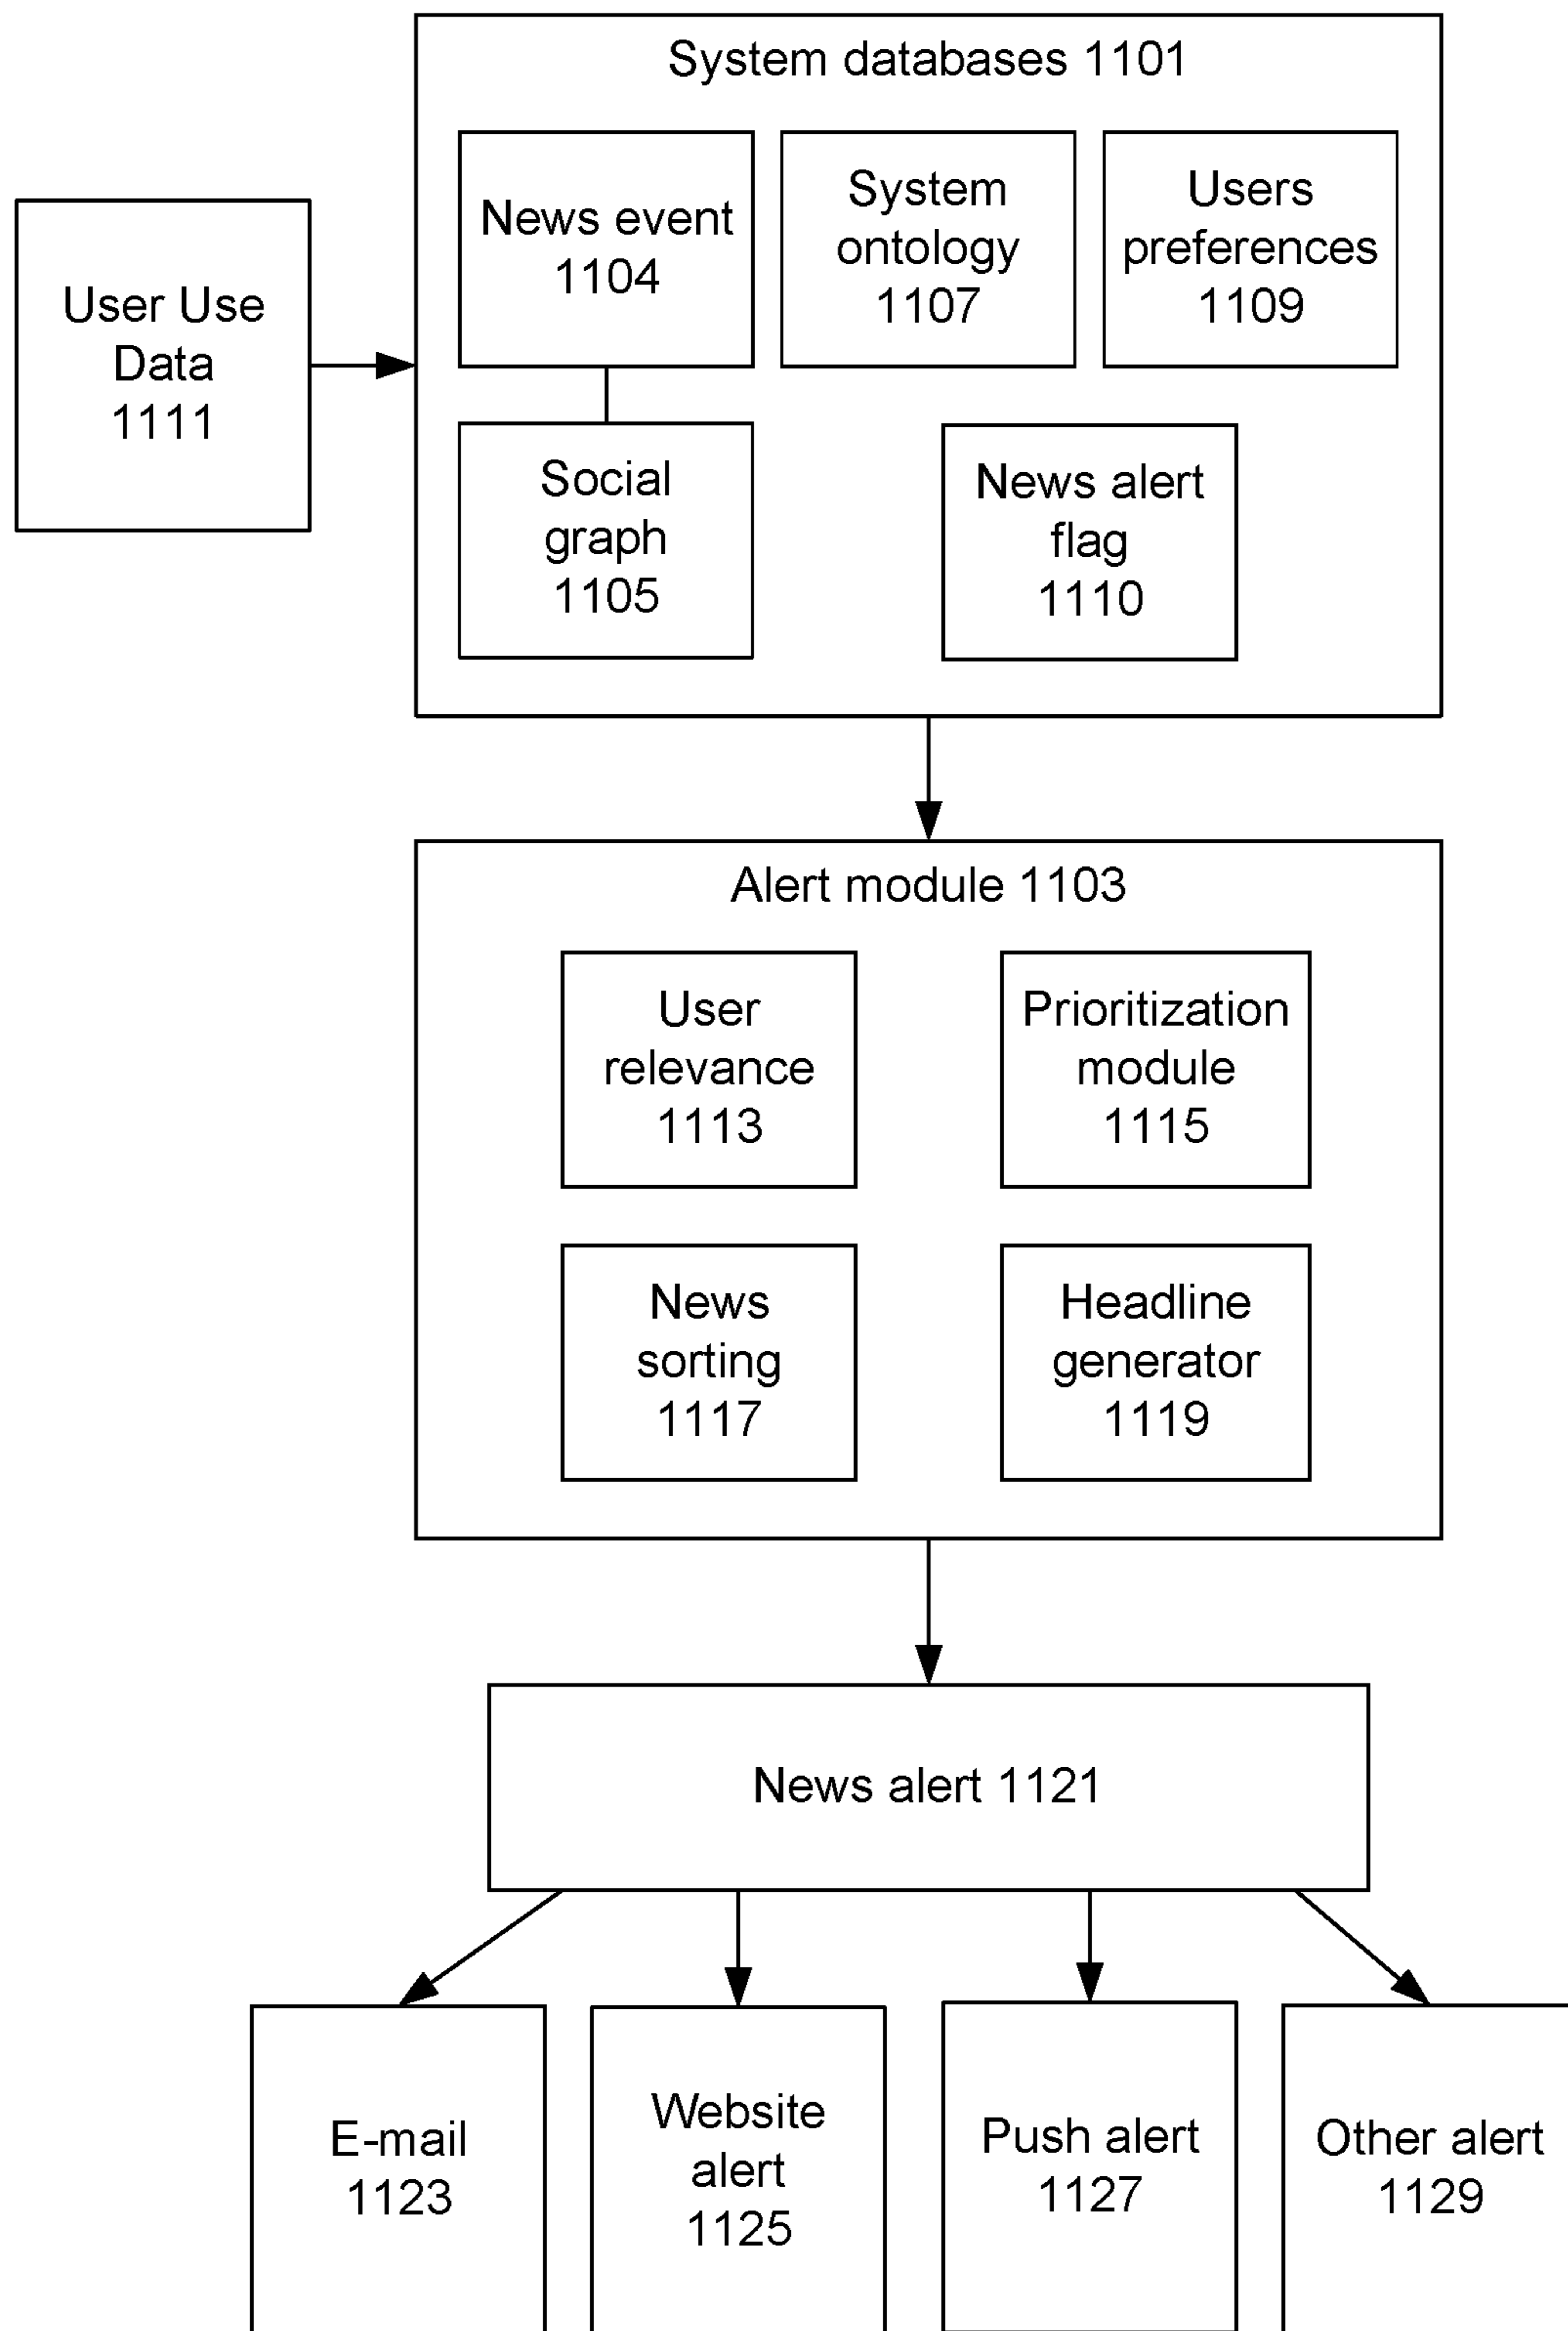 System databases 1101
User Use
Data
1111
News event
1104
System
ontology
1107
Users
preferences
1109
Social
graph
1105
News alert
flag
1110
Alert module 1103
User
relevance
1113
Prioritization
module
1115
News
sorting
1117
Headline
generator
1119
News alert 1121
E-mail
1123
Website
alert
1125
Push alert
1127
Other alert
1129